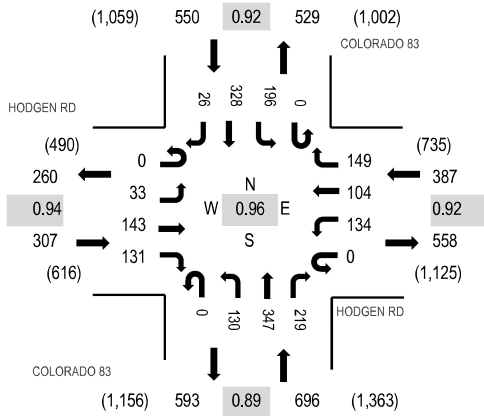 (1,059) 550 0.92 529 (1,002)
COLORADO 83
HODGEN RD
26 328 196 0
(490) (735)
0 149
260 387
33 N 104
0.94 W 0.96 E 0.92
143 134
307 S 558
131 0
(616) (1,125)
0 130 347 219
HODGEN RD
COLORADO 83
(1,156) 593 0.89 696 (1,363)